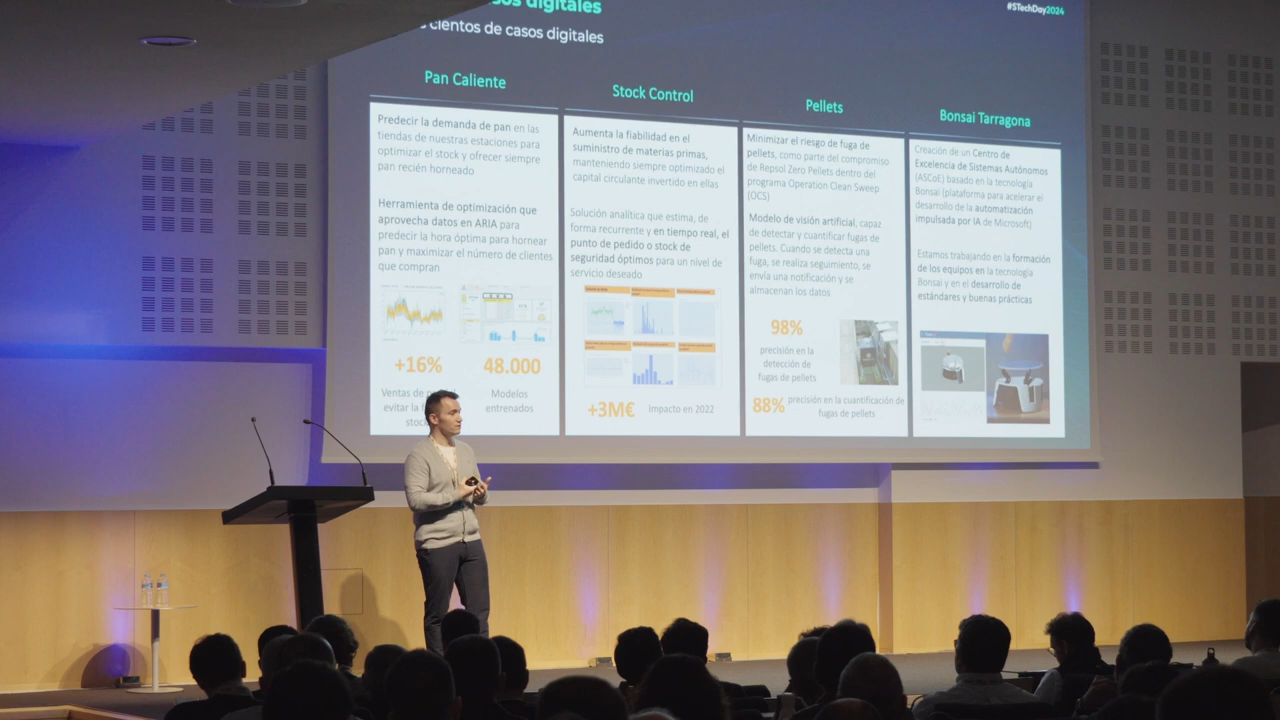 sos digitales
#STechDay2024
cientos de casos digitales
Pan Caliente
Predecir la demanda de pan en las
tiendas de nuestras estaciones para
optimizar el stock y ofrecer siempre
pan recién horneado
Herramienta de optimización que
aprovecha datos en ARIA para
predecir la hora óptima para hornear
pan y maximizar el número de clientes
que compran
+16%
Ventas de
evitar la
stoc
48.000
Modelos
entrenados
Stock Control
Aumenta la fiabilidad en el
suministro de materias primas,
manteniendo siempre optimizado el
capital circulante invertido en ellas
Solución analítica que estima, de
forma recurrente y en tiempo real, el
punto de pedido o stock de
seguridad óptimos para un nivel de
servicio deseado
+3M€ Impacto en 2022
Pellets
Minimizar el riesgo de fuga de
pellets, como parte del compromiso
de Repsol Zero Pellets dentro del
programa Operation Clean Sweep
(OCS)
Modelo de visión artificial, capaz
de detectar y cuantificar fugas de
pellets. Cuando se detecta una
fuga, se realiza seguimiento, se
envía una notificación y se
almacenan los datos
98%
precisión en la
detección de
fugas de pellets
88% precisión en la cuantificación de
fugas de pellets
Bonsai Tarragona
Creación de un Centro de
Excelencia de Sistemas Autónomos
(ASCoE) basado en la tecnología
Bonsai (plataforma para acelerar el
desarrollo de la automatización
impulsada por IA de Microsoft)
Estamos trabajando en la formación
de los equipos en la tecnología
Bonsai y en el desarrollo de
estándares y buenas prácticas